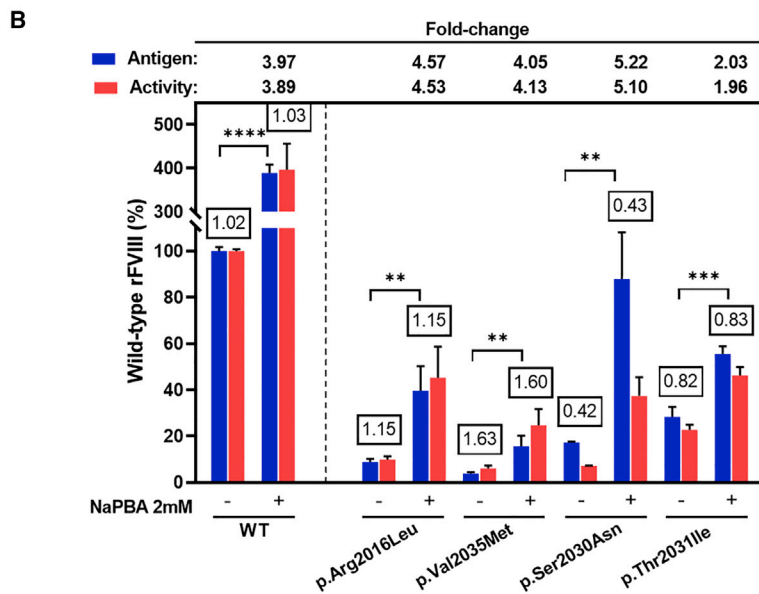 B
Fold-change
Antigen: 3.97 4.57 4.05 5.22 2.03
Activity: 3.89 4.53 4.13 5.10 1.96
Wild-type rFVIII (%)
500
400
300
100
80
60
40
20
0
**** 1.03
1.02
** 1.15
1.15
** 1.60
1.63
** 0.43
0.42
*** 0.83
0.82
NaPBA 2mM - + - + - + - + - +
WT
p.Arg2016Leu
p.Val2035Met
p.Ser2030Asn
p.Thr2031Ile